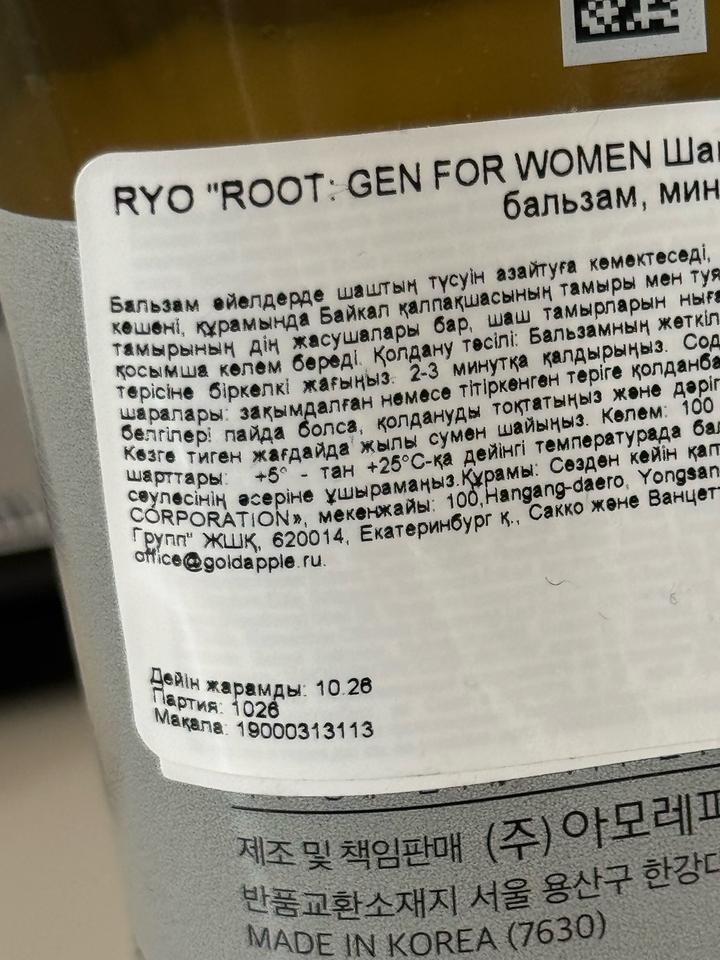 RYO "ROOT: GEN FOR WOMEN
бальзам,
Бальзам әйелдерде шаштың түсуін азайтуға көмектеседі,
кешені, құрамында Байкал қалпақшасының тамыры мен
тамырының дің жасушалары бар, шаш тамырларын
қосымша көлем береді. Қолдану тәсілі: Бальзамның
терісіне біркелкі жағыңыз. 2-3 минутқа қалдырыңыз.
шаралары: зақымдалған немесе тітіркенген теріге
белгілері пайда болса, қолдануды тоқтатыңыз және
Көзге тиген жағдайда жылы сумен шайыңыз. Көлем: 100
шарттары: +5° - тан +25°C-қа дейінгі температурада
сәулесінің әсеріне ұшырамаңыз.Құрамы: Сөзден кейін
CORPORATION», мекенжайы: 100,Hangang-daero,
Групп" ЖШҚ, 620014, Екатеринбург қ., Сакко және
office@goldapple.ru.
Дейін жарамды: 10.26
Партия: 1026
Мақала: 19000313113
제조 및 책임판매 (주)아모레
반품교환소재지 서울 용산구
MADE IN KOREA (7630)